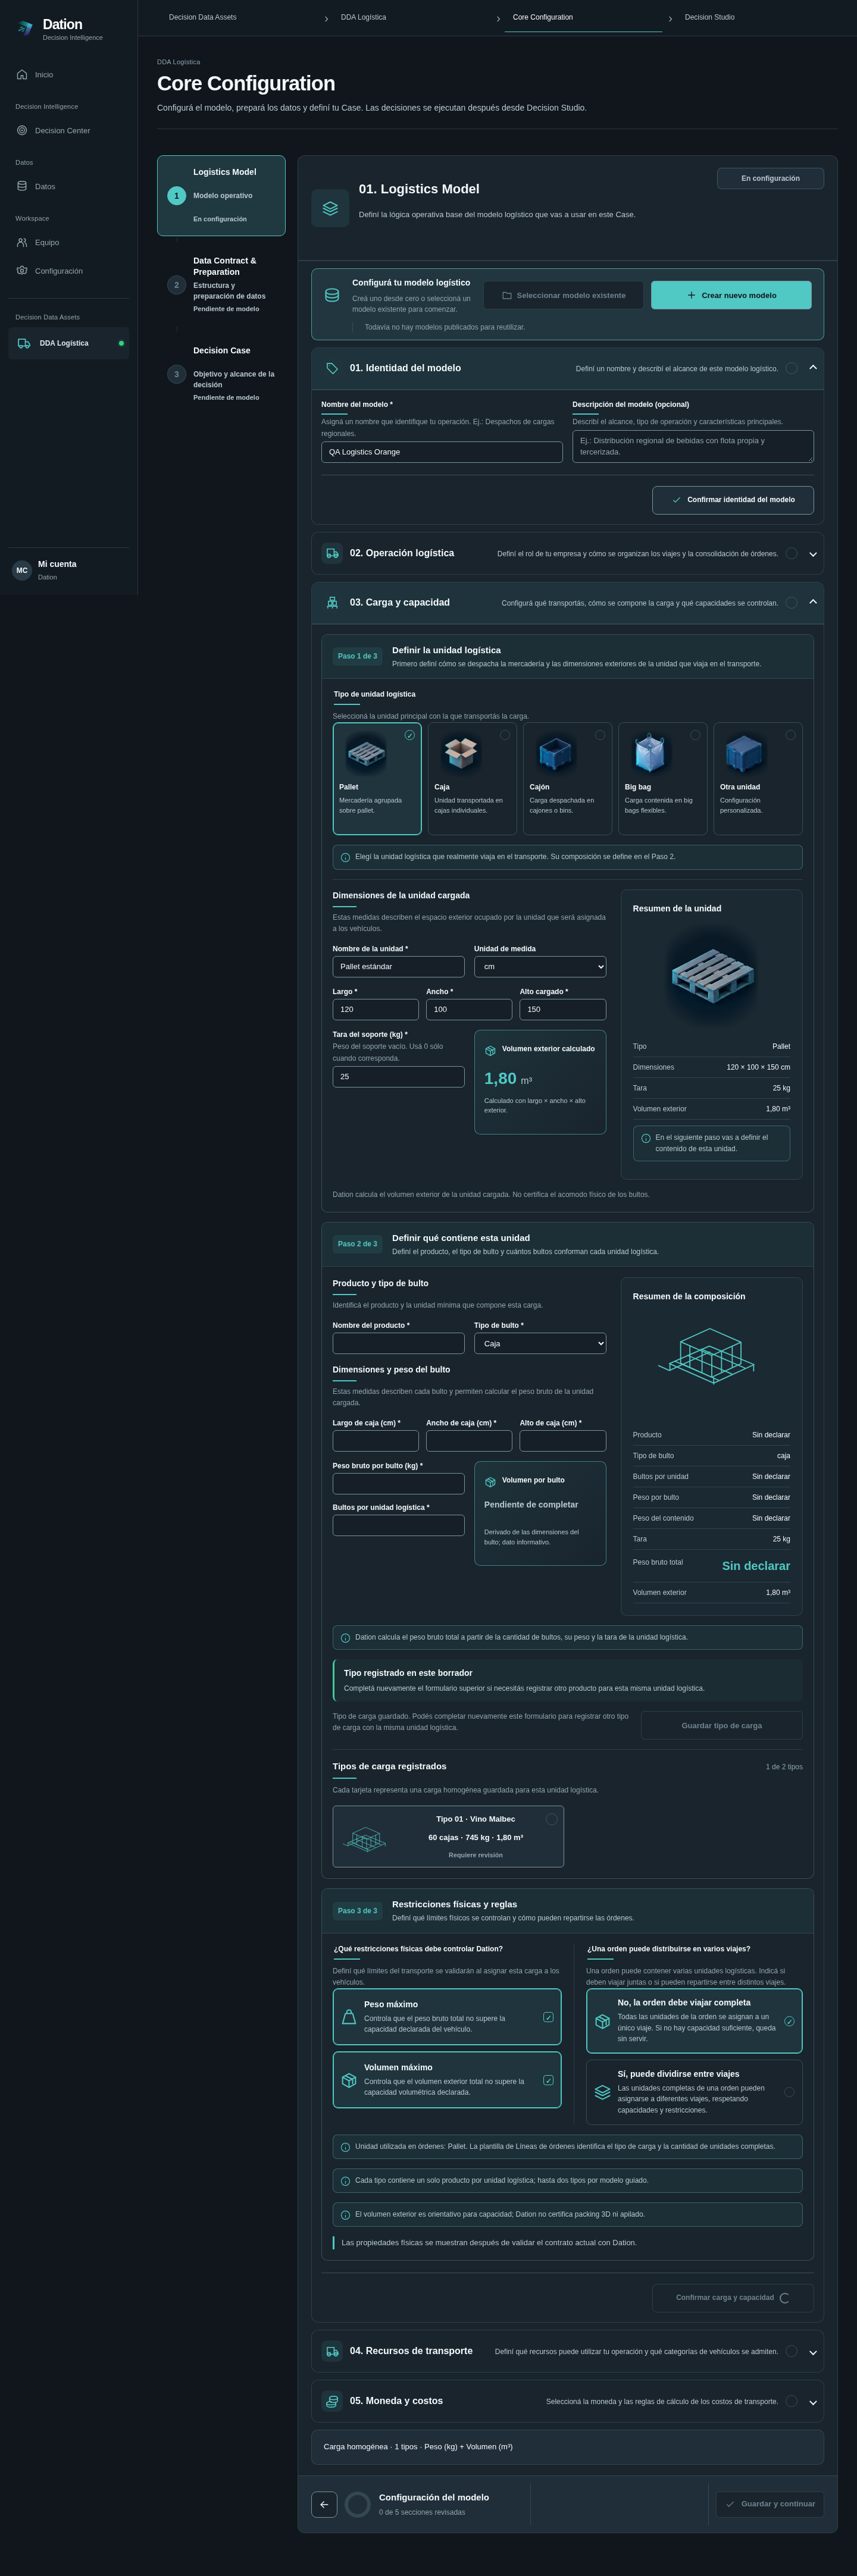 Dation
Decision Intelligence
Inicio
Decision Intelligence
Decision Center
Datos
Datos
Workspace
Equipo
Configuración
Decision Data Assets
DDA Logística
MC
Mi cuenta
Dation
Decision Data Assets
DDA Logística
Core Configuration
Decision Studio
DDA Logística
Core Configuration
Configurá el modelo, prepará los datos y definí tu Case. Las decisiones se ejecutan después desde Decision Studio.
Logistics Model
1
Modelo operativo
En configuración
Data Contract &
Preparation
2
Estructura y
preparación de datos
Pendiente de modelo
Decision Case
3
Objetivo y alcance de la
decisión
Pendiente de modelo
01. Logistics Model
Definí la lógica operativa base del modelo logístico que vas a usar en este Case.
En configuración
Configurá tu modelo logístico
Creá uno desde cero o seleccioná un
modelo existente para comenzar.
Seleccionar modelo existente
Crear nuevo modelo
Todavía no hay modelos publicados para reutilizar.
01. Identidad del modelo
Definí un nombre y describí el alcance de este modelo logístico.
Nombre del modelo *
Asigná un nombre que identifique tu operación. Ej.: Despachos de cargas
regionales.
QA Logistics Orange
Descripción del modelo (opcional)
Describí el alcance, tipo de operación y características principales.
Ej.: Distribución regional de bebidas con flota propia y
tercerizada.
Confirmar identidad del modelo
02. Operación logística
Definí el rol de tu empresa y cómo se organizan los viajes y la consolidación de órdenes.
03. Carga y capacidad
Configurá qué transportás, cómo se compone la carga y qué capacidades se controlan.
Paso 1 de 3
Definir la unidad logística
Primero definí cómo se despacha la mercadería y las dimensiones exteriores de la unidad que viaja en el transporte.
Tipo de unidad logística
Seleccioná la unidad principal con la que transportás la carga.
Pallet
Mercadería agrupada
sobre pallet.
Caja
Unidad transportada en
cajas individuales.
Cajón
Carga despachada en
cajones o bins.
Big bag
Carga contenida en big
bags flexibles.
Otra unidad
Configuración
personalizada.
Elegí la unidad logística que realmente viaja en el transporte. Su composición se define en el Paso 2.
Dimensiones de la unidad cargada
Estas medidas describen el espacio exterior ocupado por la unidad que será asignada
a los vehículos.
Nombre de la unidad *
Pallet estándar
Unidad de medida
cm
Largo *
120
Ancho *
100
Alto cargado *
150
Tara del soporte (kg) *
Peso del soporte vacío. Usá 0 sólo
cuando corresponda.
25
Volumen exterior calculado
1,80 m³
Calculado con largo × ancho × alto
exterior.
Resumen de la unidad
Tipo
Pallet
Dimensiones
120 × 100 × 150 cm
Tara
25 kg
Volumen exterior
1,80 m³
En el siguiente paso vas a definir el
contenido de esta unidad.
Dation calcula el volumen exterior de la unidad cargada. No certifica el acomodo físico de los bultos.
Paso 2 de 3
Definir qué contiene esta unidad
Definí el producto, el tipo de bulto y cuántos bultos conforman cada unidad logística.
Producto y tipo de bulto
Identificá el producto y la unidad mínima que compone esta carga.
Nombre del producto *
Tipo de bulto *
Caja
Dimensiones y peso del bulto
Estas medidas describen cada bulto y permiten calcular el peso bruto de la unidad
cargada.
Largo de caja (cm) *
Ancho de caja (cm) *
Alto de caja (cm) *
Peso bruto por bulto (kg) *
Bultos por unidad logística *
Volumen por bulto
Pendiente de completar
Derivado de las dimensiones del
bulto; dato informativo.
Resumen de la composición
Producto
Sin declarar
Tipo de bulto
caja
Bultos por unidad
Sin declarar
Peso por bulto
Sin declarar
Peso del contenido
Sin declarar
Tara
25 kg
Peso bruto total
Sin declarar
Volumen exterior
1,80 m³
Dation calcula el peso bruto total a partir de la cantidad de bultos, su peso y la tara de la unidad logística.
Tipo registrado en este borrador
Completá nuevamente el formulario superior si necesitás registrar otro producto para esta misma unidad logística.
Tipo de carga guardado. Podés completar nuevamente este formulario para registrar otro tipo
de carga con la misma unidad logística.
Guardar tipo de carga
Tipos de carga registrados
1 de 2 tipos
Cada tarjeta representa una carga homogénea guardada para esta unidad logística.
Tipo 01 · Vino Malbec
60 cajas · 745 kg · 1,80 m³
Requiere revisión
Paso 3 de 3
Restricciones físicas y reglas
Definí qué límites físicos se controlan y cómo pueden repartirse las órdenes.
¿Qué restricciones físicas debe controlar Dation?
Definí qué límites del transporte se validarán al asignar esta carga a los
vehículos.
Peso máximo
Controla que el peso bruto total no supere la
capacidad declarada del vehículo.
Volumen máximo
Controla que el volumen exterior total no supere la
capacidad volumétrica declarada.
¿Una orden puede distribuirse en varios viajes?
Una orden puede contener varias unidades logísticas. Indicá si
deben viajar juntas o si pueden repartirse entre distintos viajes.
No, la orden debe viajar completa
Todas las unidades de la orden se asignan a un
único viaje. Si no hay capacidad suficiente, queda
sin servir.
Sí, puede dividirse entre viajes
Las unidades completas de una orden pueden
asignarse a diferentes viajes, respetando
capacidades y restricciones.
Unidad utilizada en órdenes: Pallet. La plantilla de Líneas de órdenes identifica el tipo de carga y la cantidad de unidades completas.
Cada tipo contiene un solo producto por unidad logística; hasta dos tipos por modelo guiado.
El volumen exterior es orientativo para capacidad; Dation no certifica packing 3D ni apilado.
Las propiedades físicas se muestran después de validar el contrato actual con Dation.
Confirmar carga y capacidad
04. Recursos de transporte
Definí qué recursos puede utilizar tu operación y qué categorías de vehículos se admiten.
05. Moneda y costos
Seleccioná la moneda y las reglas de cálculo de los costos de transporte.
Carga homogénea · 1 tipos · Peso (kg) + Volumen (m³)
Configuración del modelo
0 de 5 secciones revisadas
Guardar y continuar